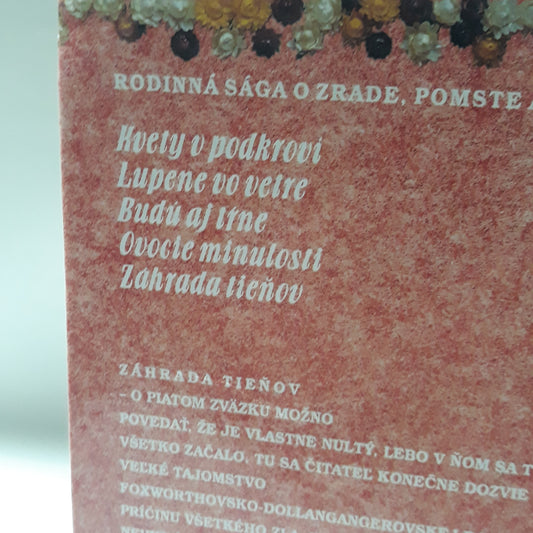 RODINNÁ SÁGA O ZRADE, POMSTE A
Kvety v podkroví
Lupene vo vetre
Budú aj tŕne
Ovocie minulosti
Záhrada tieňov
ZÁHRADA TIEŇOV
– O PIATOM ZVÄZKU MOŽNO
POVEDAŤ, ŽE JE VLASTNE NULTÝ, LEBO V ŇOM SA
VŠETKO ZAČALO, TU SA ČITATEĽ KONEČNE DOZVIE
VEĽKÉ TAJOMSTVO
FOXWORTHOVSKO-DOLLANGANGEROVSKEJ
PRÍČINU VŠETKÉHO